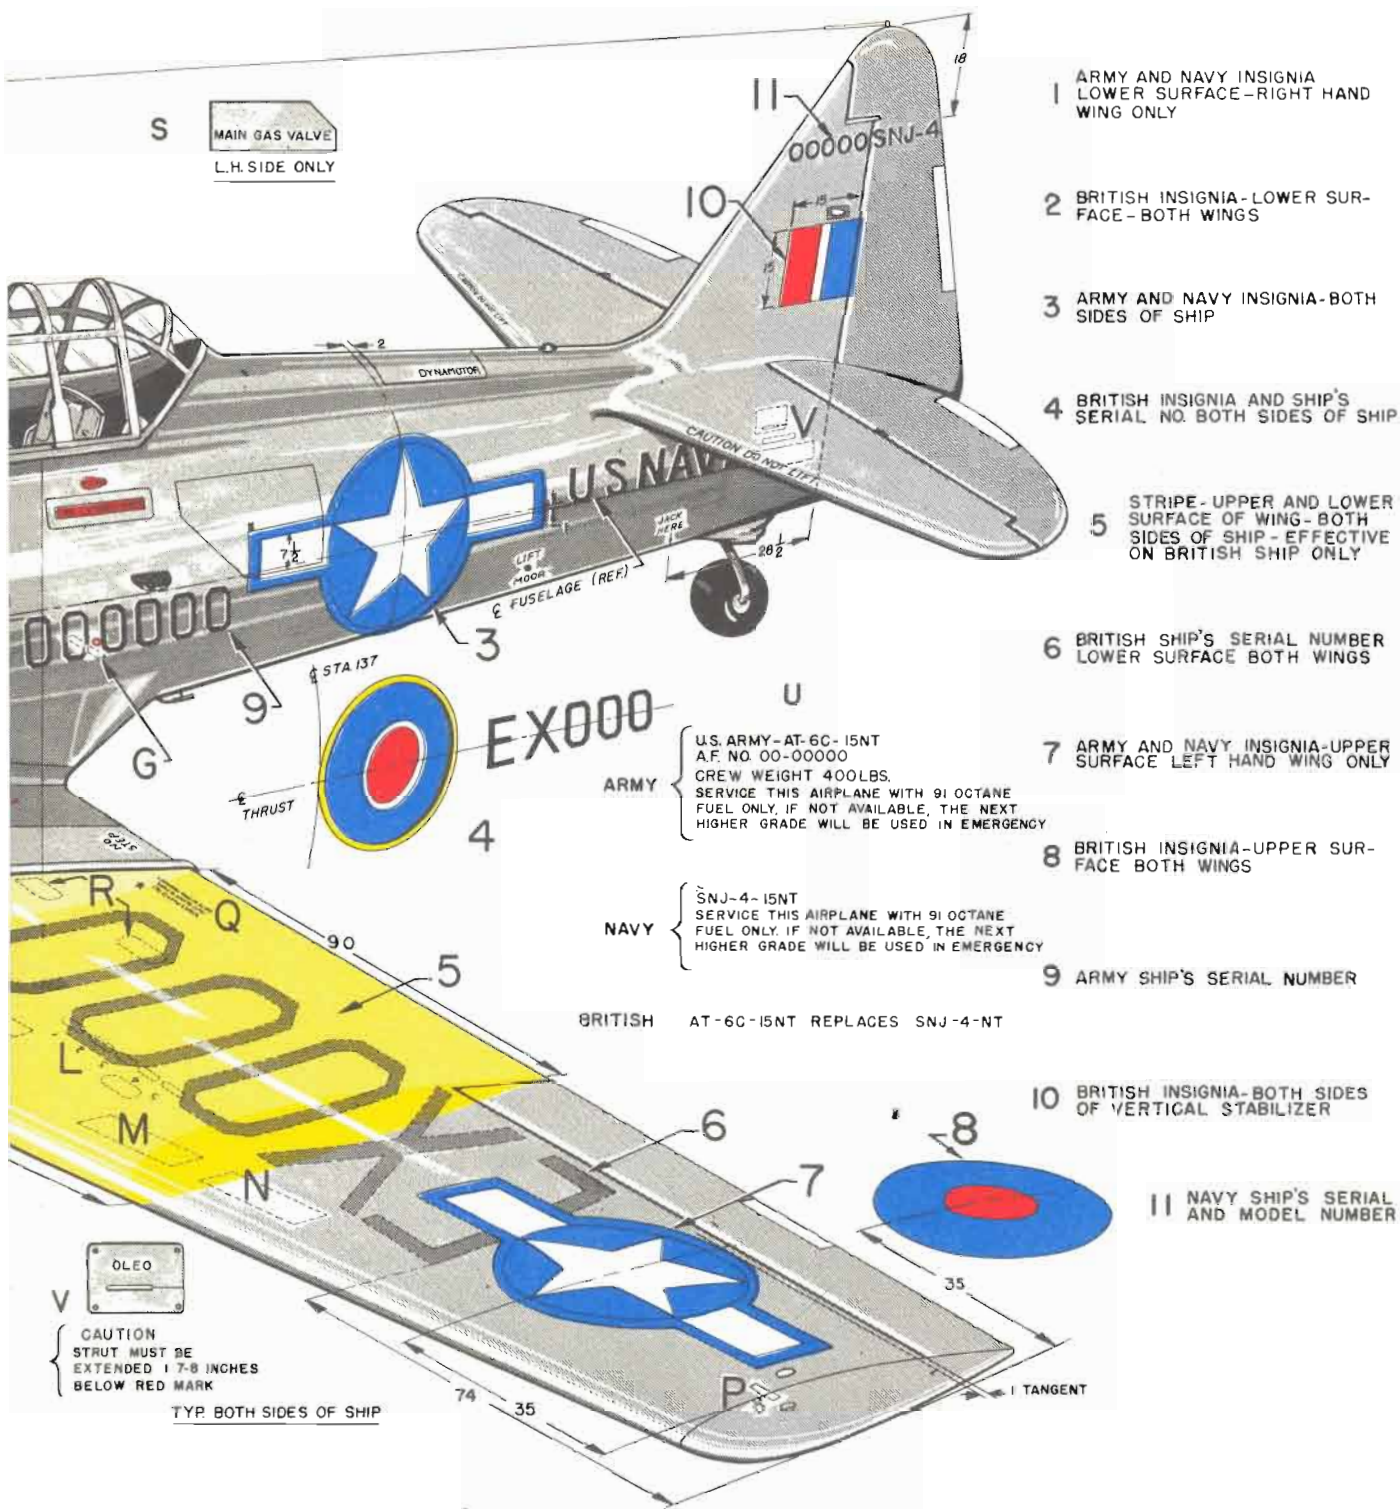 S
MAIN GAS VALVE
L.H. SIDE ONLY
11
18
00000 SNJ-4
10
15
15
2
DYNAMOTOR
V
CAUTION DO NOT LIFT
U S NAV
JACK
HERE
28 1/2
7 1/2
LIFT
MOOR
℄ FUSELAGE (REF.)
000000
3
℄ STA. 137
9
G
EX000
℄
THRUST
4
NO
STEP
1 ARMY AND NAVY INSIGNIA
LOWER SURFACE-RIGHT HAND
WING ONLY
2 BRITISH INSIGNIA-LOWER SUR-
FACE-BOTH WINGS
3 ARMY AND NAVY INSIGNIA-BOTH
SIDES OF SHIP
4 BRITISH INSIGNIA AND SHIP'S
SERIAL NO. BOTH SIDES OF SHIP
5 STRIPE-UPPER AND LOWER
SURFACE OF WING-BOTH
SIDES OF SHIP-EFFECTIVE
ON BRITISH SHIP ONLY
6 BRITISH SHIP'S SERIAL NUMBER
LOWER SURFACE BOTH WINGS
7 ARMY AND NAVY INSIGNIA-UPPER
SURFACE LEFT HAND WING ONLY
8 BRITISH INSIGNIA-UPPER SUR-
FACE BOTH WINGS
9 ARMY SHIP'S SERIAL NUMBER
10 BRITISH INSIGNIA-BOTH SIDES
OF VERTICAL STABILIZER
11 NAVY SHIP'S SERIAL
AND MODEL NUMBER
U
ARMY
U.S. ARMY-AT-6C-15NT
A.F. NO. 00-00000
CREW WEIGHT 400 LBS.
SERVICE THIS AIRPLANE WITH 91 OCTANE
FUEL ONLY, IF NOT AVAILABLE, THE NEXT
HIGHER GRADE WILL BE USED IN EMERGENCY
NAVY
SNJ-4-15NT
SERVICE THIS AIRPLANE WITH 91 OCTANE
FUEL ONLY. IF NOT AVAILABLE, THE NEXT
HIGHER GRADE WILL BE USED IN EMERGENCY
BRITISH AT-6C-15NT REPLACES SNJ-4-NT
R
Q
90
5
L
M
N
6
7
8
35
P
1 TANGENT
74
35
OLEO
V
CAUTION
STRUT MUST BE
EXTENDED 1 7-8 INCHES
BELOW RED MARK
TYP. BOTH SIDES OF SHIP